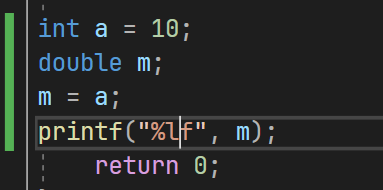 int a = 10;
double m;
m = a;
printf("%lf", m);
    return 0;